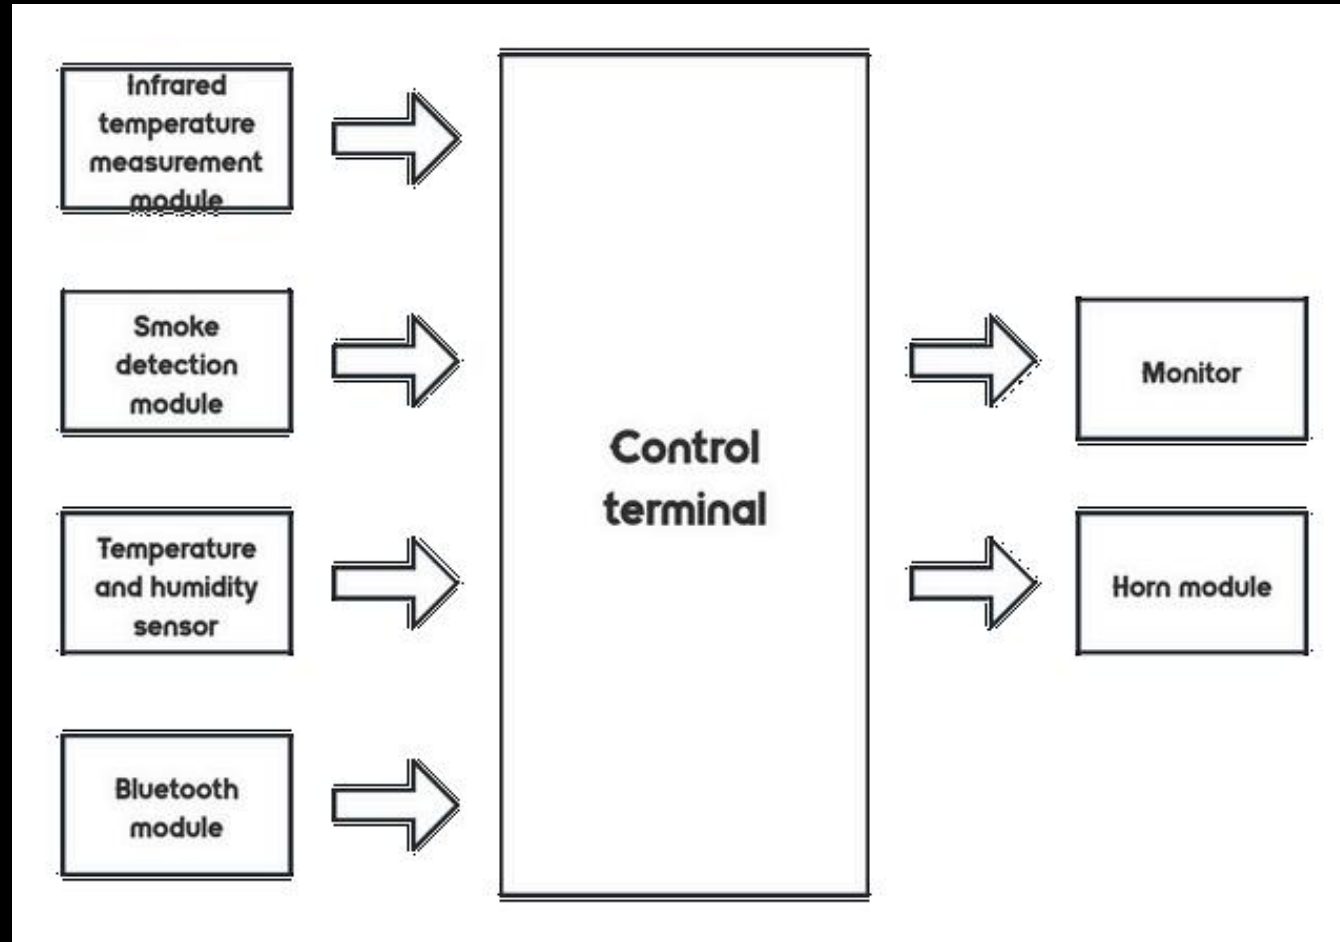 Infrared
temperature
measurement
module
Smoke
detection
module
Temperature
and humidity
sensor
Bluetooth
module
Control
terminal
Monitor
Horn module